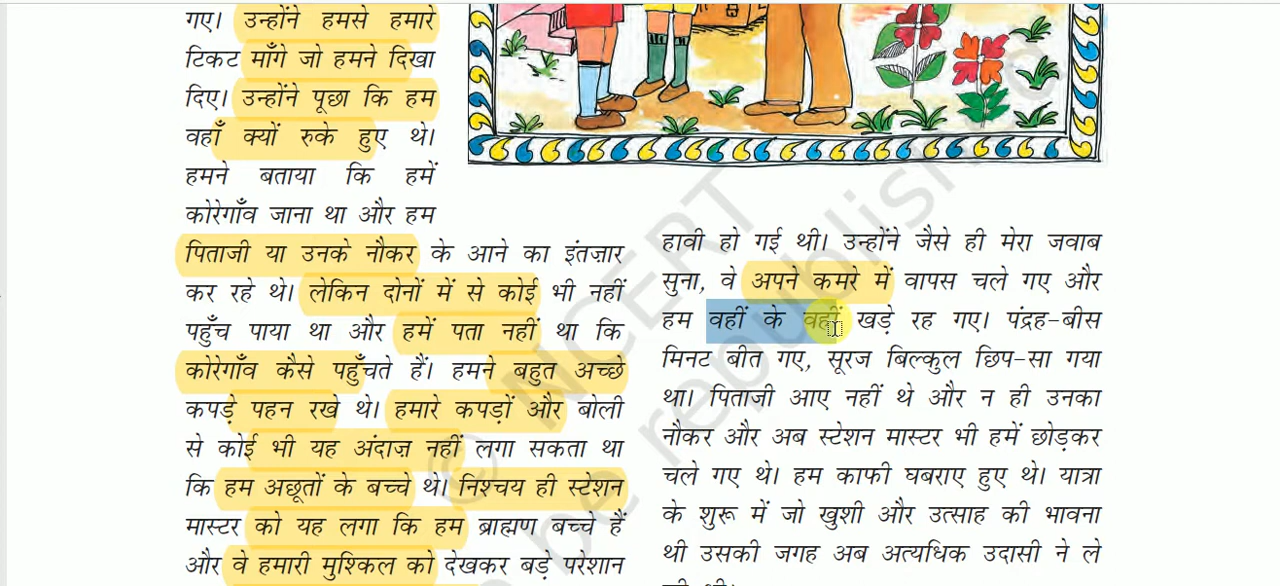 गए। उन्होंने हमसे हमारे
टिकट माँगे जो हमने दिखा
दिए। उन्होंने पूछा कि हम
वहाँ क्यों रुके हुए थे।
हमने बताया कि हमें
कोरेगाँव जाना था और हम
पिताजी या उनके नौकर के आने का इंतज़ार
कर रहे थे। लेकिन दोनों में से कोई भी नहीं
पहुँच पाया था और हमें पता नहीं था कि
कोरेगाँव कैसे पहुँचते हैं। हमने बहुत अच्छे
कपड़े पहन रखे थे। हमारे कपड़ों और बोली
से कोई भी यह अंदाज़ नहीं लगा सकता था
कि हम अछूतों के बच्चे थे। निश्चय ही स्टेशन
मास्टर को यह लगा कि हम ब्राह्मण बच्चे हैं
और वे हमारी मुश्किल को देखकर बड़े परेशान
हावी हो गई थी। उन्होंने जैसे ही मेरा जवाब
सुना, वे अपने कमरे में वापस चले गए और
हम वहीं के वहीं खड़े रह गए। पंद्रह-बीस
मिनट बीत गए, सूरज बिल्कुल छिप-सा गया
था। पिताजी आए नहीं थे और न ही उनका
नौकर और अब स्टेशन मास्टर भी हमें छोड़कर
चले गए थे। हम काफी घबराए हुए थे। यात्रा
के शुरू में जो खुशी और उत्साह की भावना
थी उसकी जगह अब अत्यधिक उदासी ने ले
© NCERT
be republis